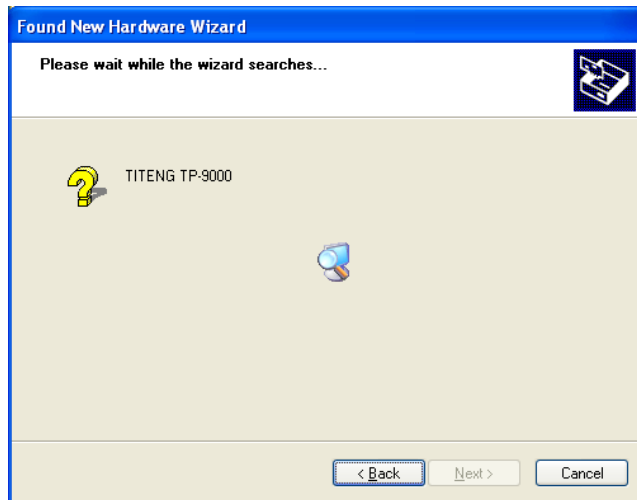 Found New Hardware Wizard
Please wait while the wizard searches...
TITENG TP-9000
< Back
Next >
Cancel